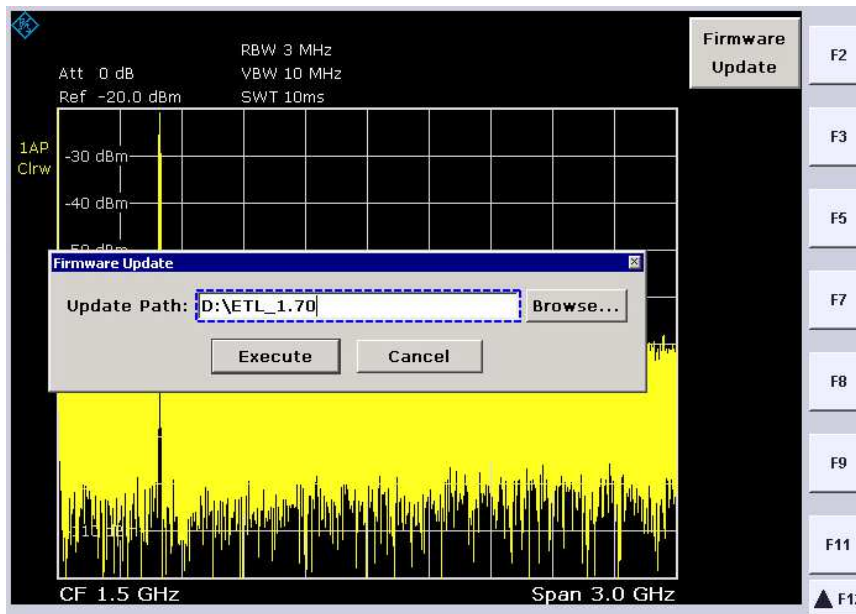 RBW 3 MHz
Att 0 dB VBW 10 MHz
Ref -20.0 dBm SWT 10ms
Firmware
Update
1AP
Clrw
-30 dBm
-40 dBm
-50 dBm
Firmware Update
Update Path: D:\ETL_1.70 Browse...
Execute Cancel
CF 1.5 GHz Span 3.0 GHz
F2
F3
F5
F7
F8
F9
F11